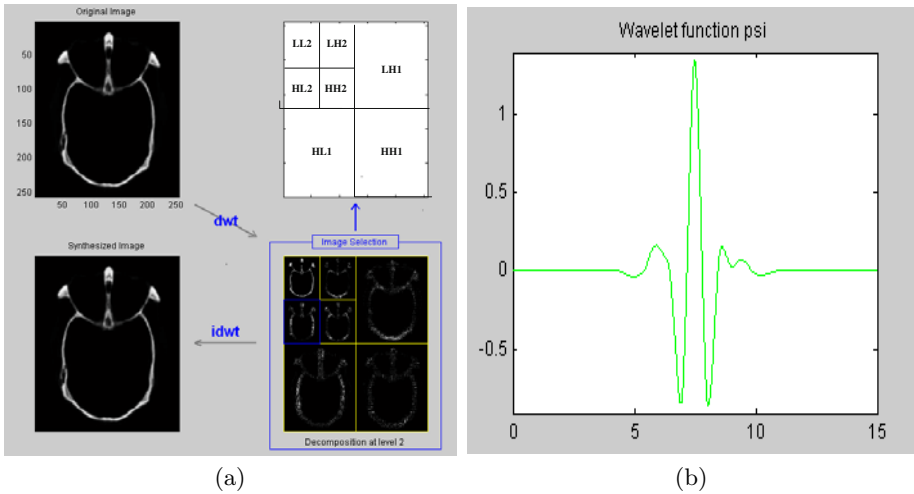 Original Image
50
100
150
200
250
50 100 150 200 250
LL2 LH2
LH1
HL2 HH2
HL1 HH1
dwt
Synthesized Image
Image Selection
idwt
Decomposition at level 2
(a)
Wavelet function psi
1
0.5
0
-0.5
0 5 10 15
(b)